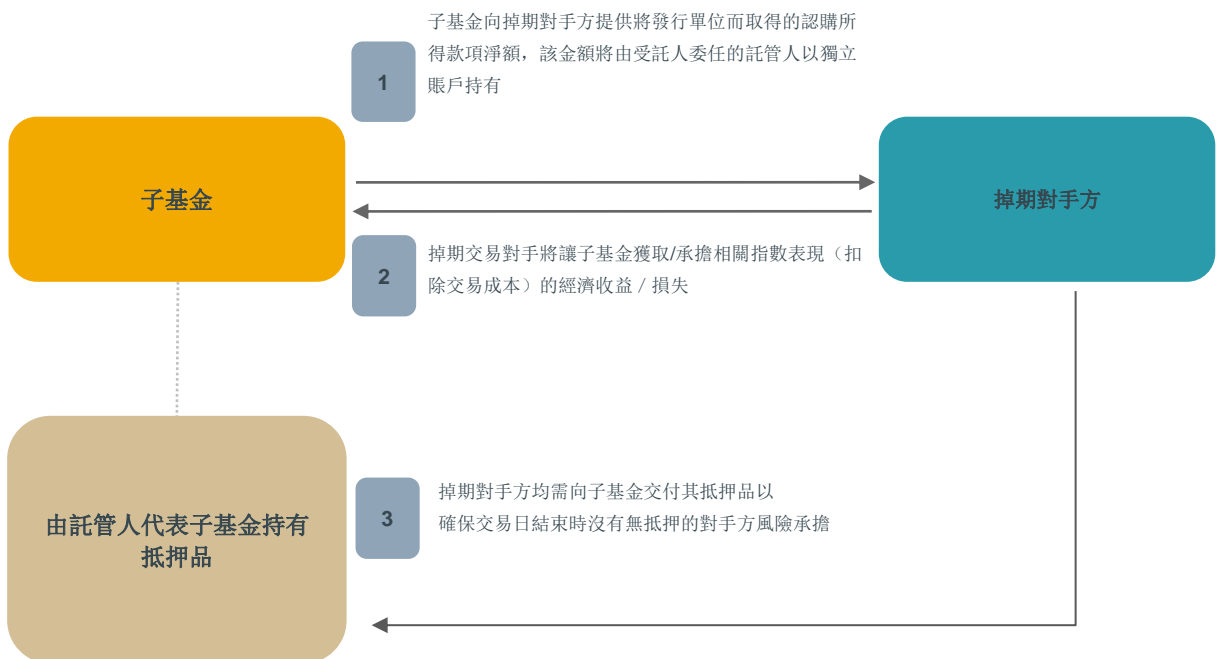 子基金向掉期對手方提供將發行單位而取得的認購所
得款項淨額，該金額將由受託人委任的託管人以獨立
賬戶持有
1
子基金
掉期對手方
2
掉期交易對手將讓子基金獲取/承擔相關指數表現（扣
除交易成本）的經濟收益 / 損失
由託管人代表子基金持有
抵押品
3
掉期對手方均需向子基金交付其抵押品以
確保交易日結束時沒有無抵押的對手方風險承擔